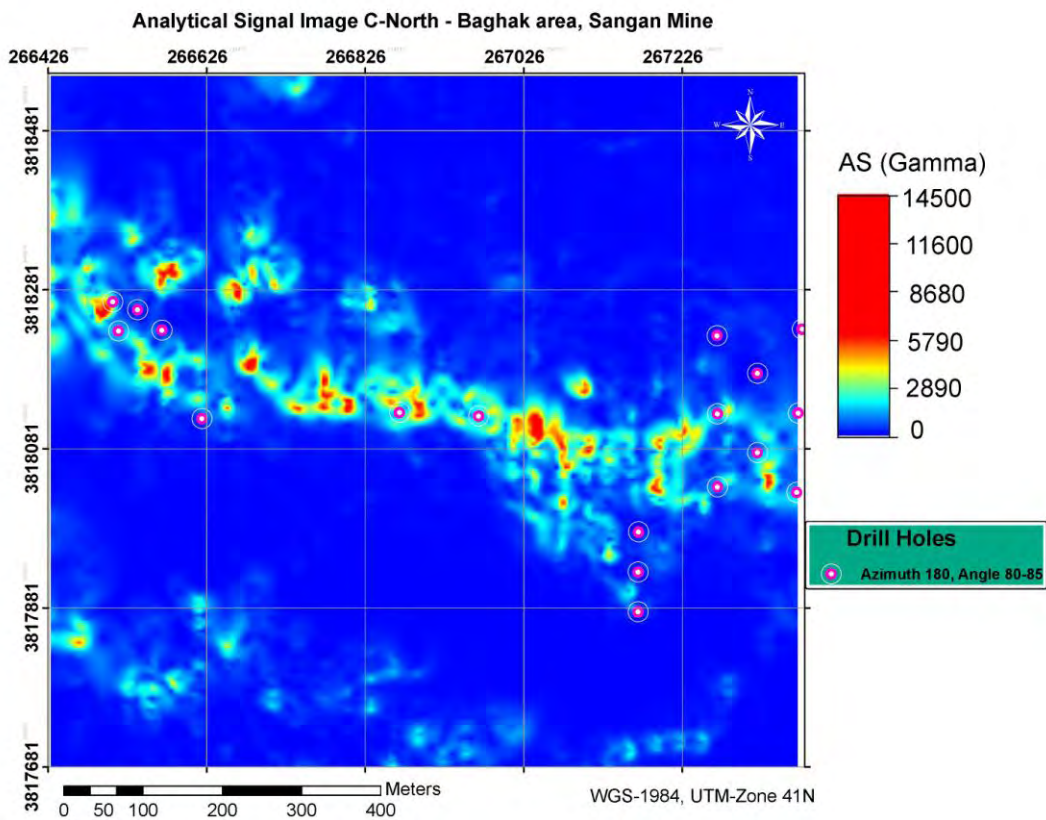 Analytical Signal Image C-North - Baghak area, Sangan Mine
266426 266626 266826 267026 267226
3818481
3818281
3818081
3817881
3817681
N
W E
S
AS (Gamma)
14500
11600
8680
5790
2890
0
Drill Holes
Azimuth 180, Angle 80-85
Meters
0 50 100 200 300 400
WGS-1984, UTM-Zone 41N